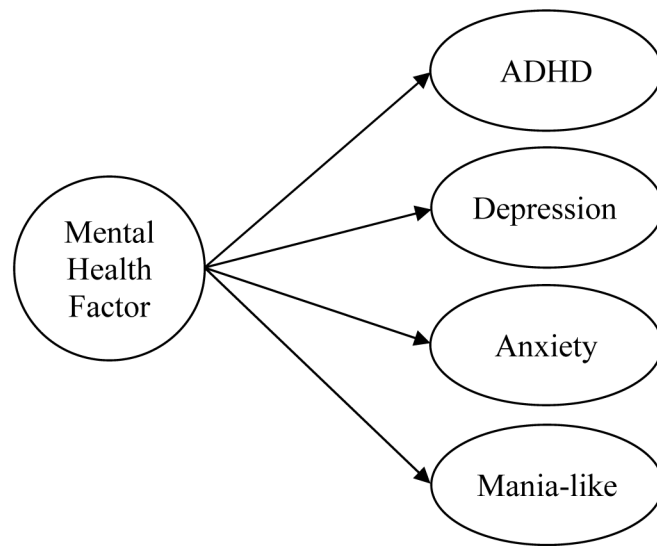 ADHD
Depression
Mental
Health
Factor
Anxiety
Mania-like